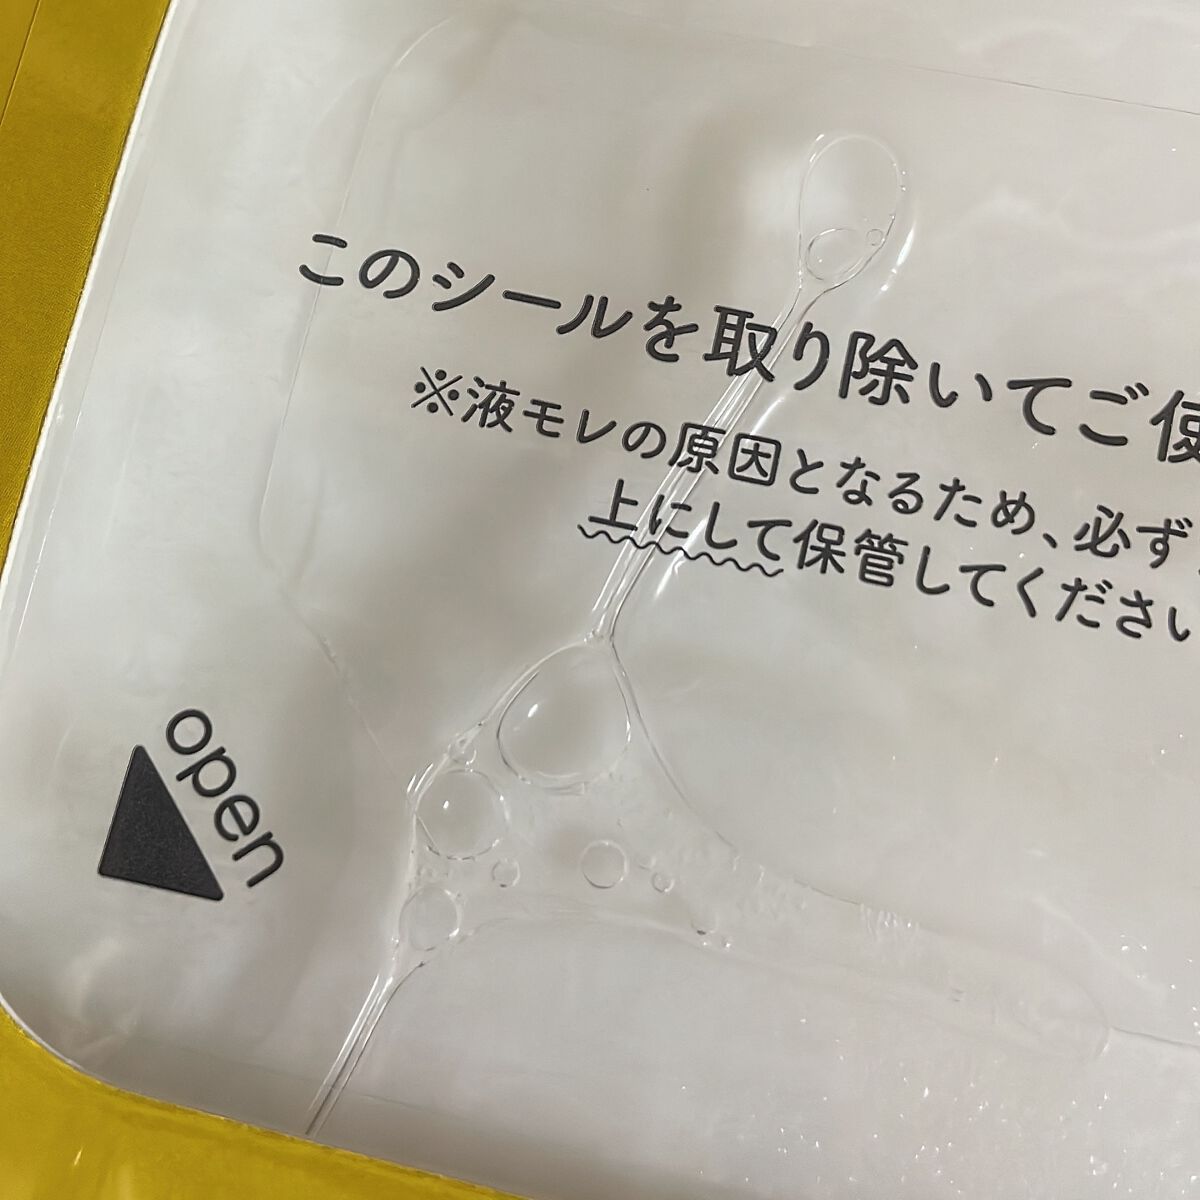 このシールを取り除いてご使
※液モレの原因となるため、必ず
上にして保管してください
open